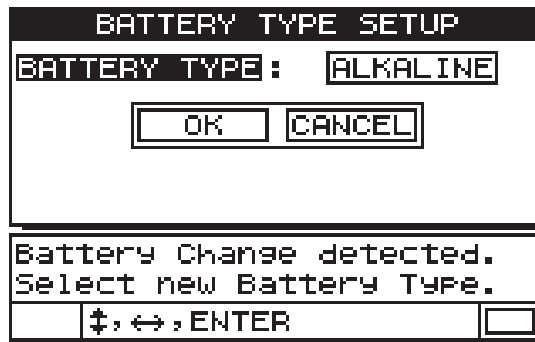 BATTERY TYPE SETUP
BATTERY TYPE: ALKALINE
OK CANCEL
Battery Change detected.
Select new Battery Type.
↕,↔,ENTER